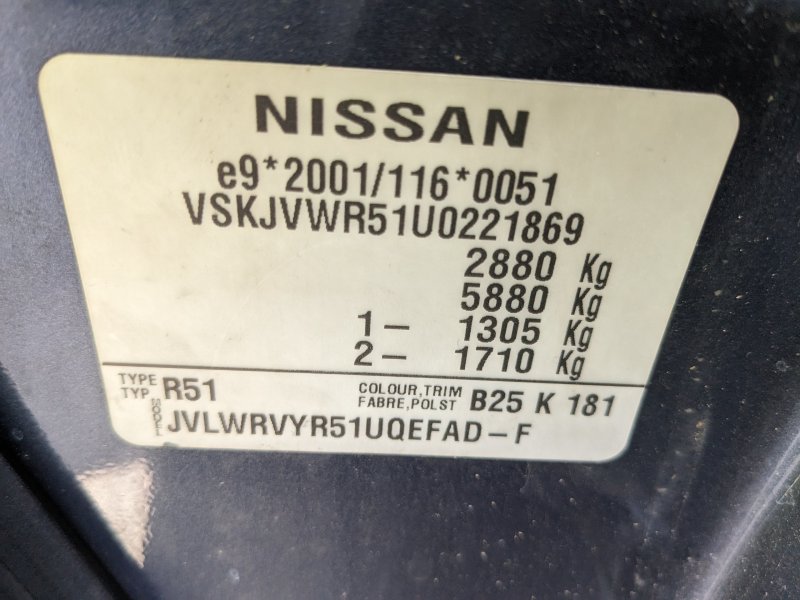 NISSAN
e9*2001/116*0051
VSKJVWR51U0221869
2880 Kg
5880 Kg
1- 1305 Kg
2- 1710 Kg
TYPE
TYP R51
COLOUR,TRIM
FABRE,POLST B25 K 181
MODEL JVLWRVYR51UQEFAD-F